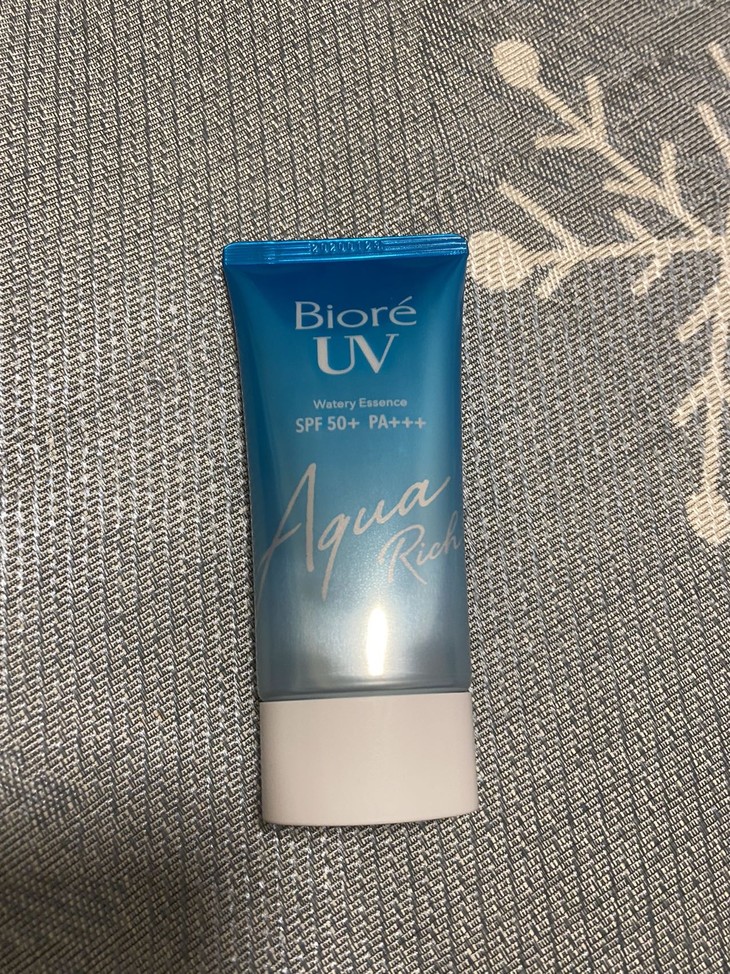 Bioré
UV
Watery Essence
SPF 50+ PA+++
Aqua
Rich